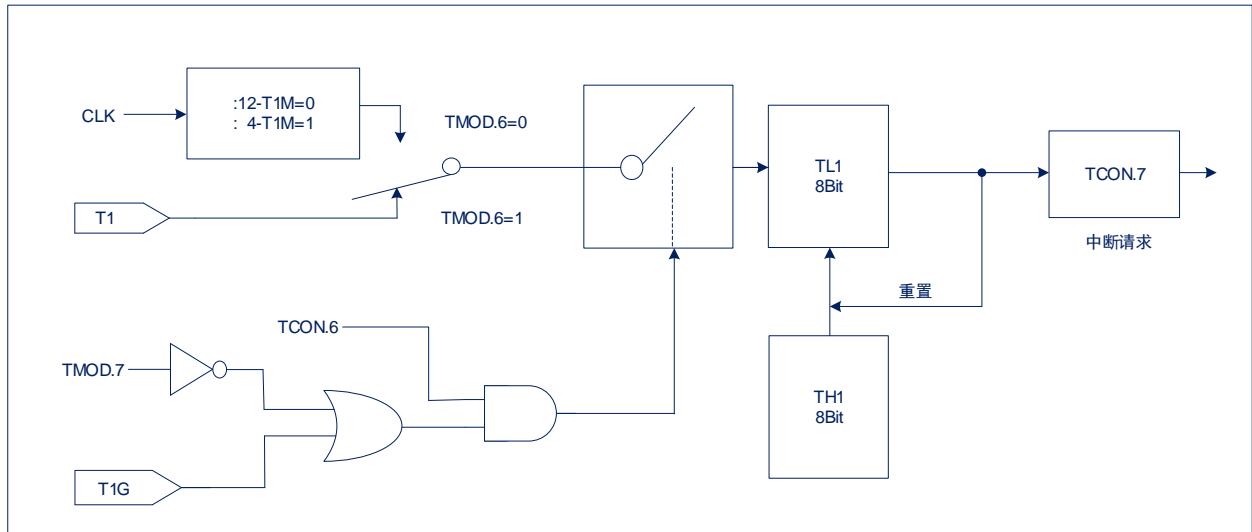 CLK
:12-T1M=0
: 4-T1M=1
TMOD.6=0
T1
TMOD.6=1
TL1
8Bit
TCON.7
中断请求
重置
TCON.6
TMOD.7
TH1
8Bit
T1G